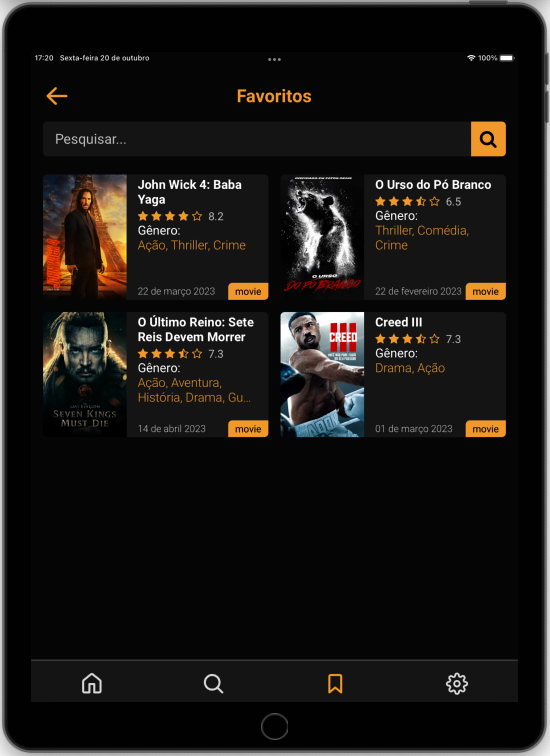 17:20 Sexta-feira 20 de outubro
100%
Favoritos
Pesquisar...
John Wick 4: Baba
Yaga
8.2
Gênero:
Ação, Thriller, Crime
22 de março 2023
movie
O URSO
DO PÓ BRANCO
O Urso do Pó Branco
6.5
Gênero:
Thriller, Comédia,
Crime
22 de fevereiro 2023
movie
SEVEN KINGS
MUST DIE
O Último Reino: Sete
Reis Devem Morrer
7.3
Gênero:
Ação, Aventura,
História, Drama, Gu...
14 de abril 2023
movie
CREED
III
Creed III
7.3
Gênero:
Drama, Ação
01 de março 2023
movie